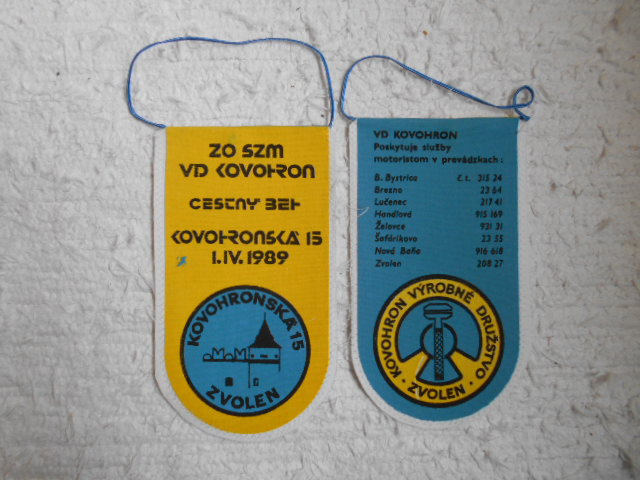 ZO SZM
VD KOVOHRON
CESTNÝ BEH
KOVOHRONSKÁ 15
1.IV. 1989
KOVOHRONSKÁ 15
ZVOLEN
VD KOVOHRON
Poskytuje služby
motoristom v prevádzkach :
B. Bystrica č. t. 315 24
Brezno 23 64
Lučenec 217 41
Handlová 915 169
Želovce 931 31
Šafárikovo 23 55
Nová Baňa 916 618
Zvolen 208 27
KOVOHRON VÝROBNÉ DRUŽSTVO
· ZVOLEN ·